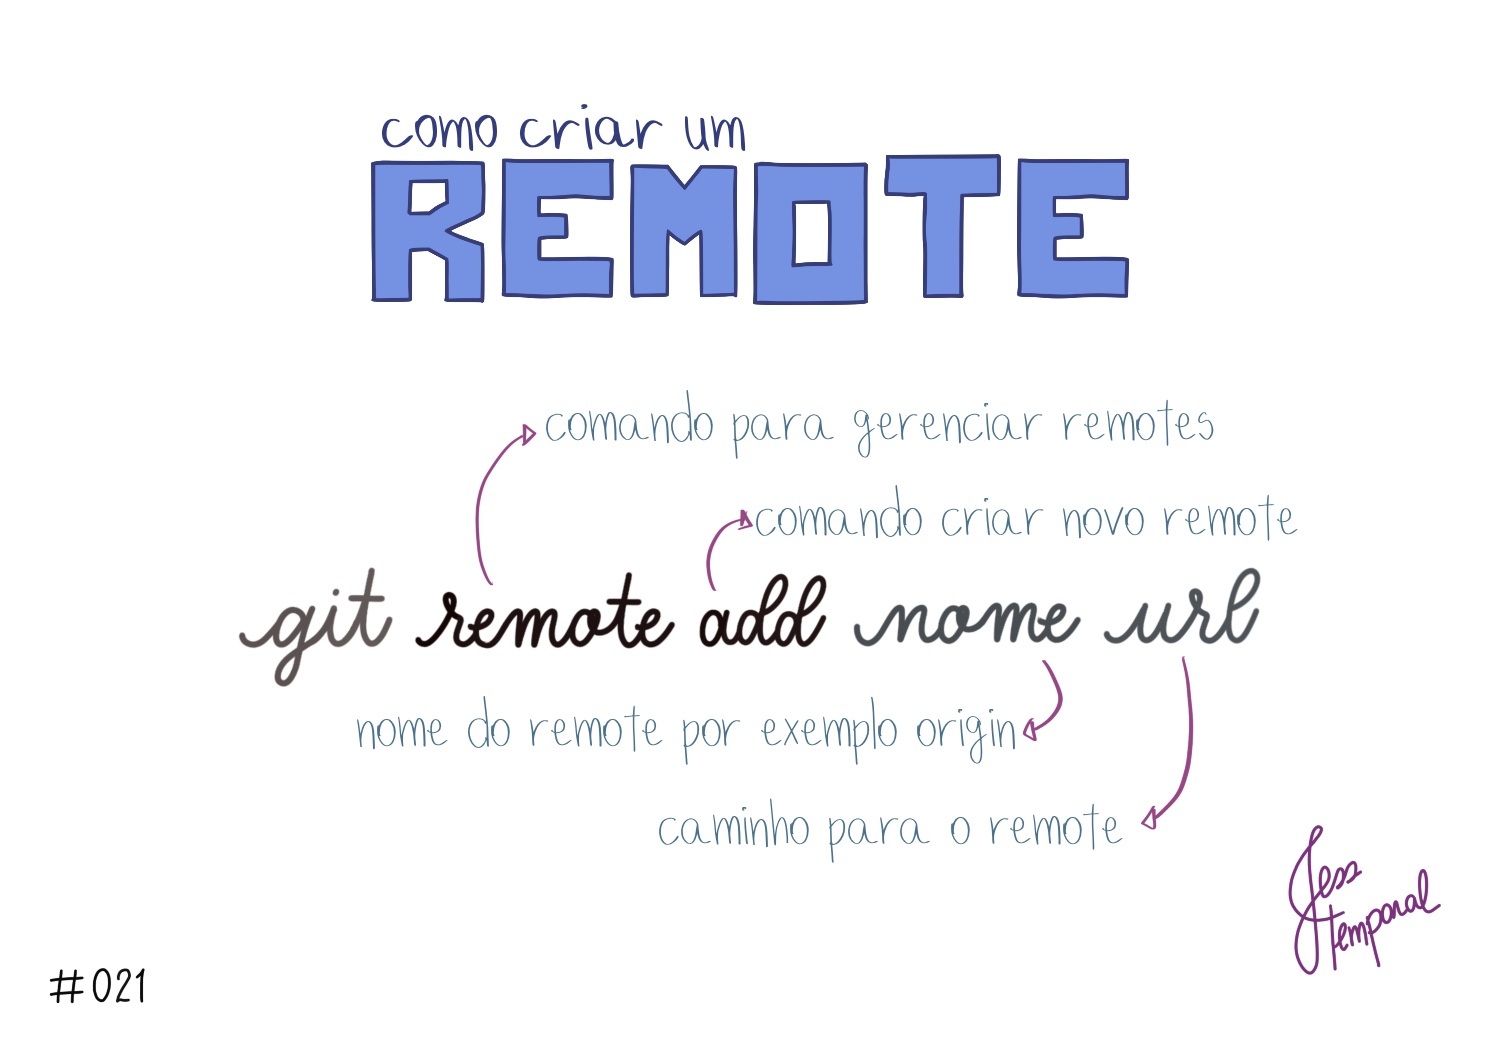 como criar um
REMOTE
comando para gerenciar remotes
comando criar novo remote
git remote add nome url
nome do remote por exemplo origin
caminho para o remote
Jess
temporal
#021